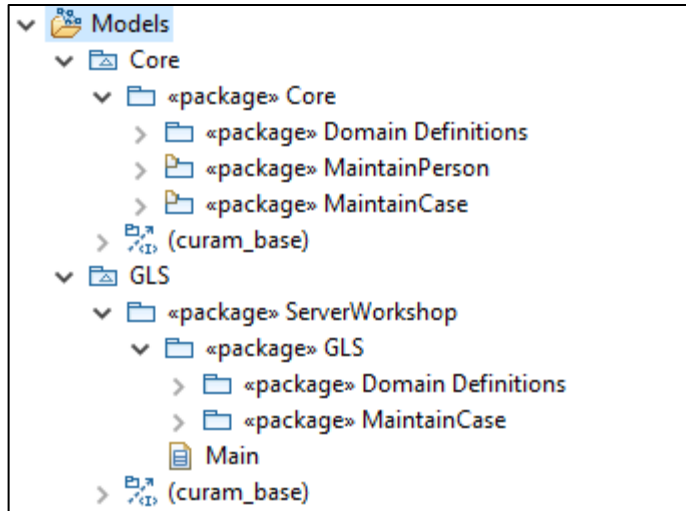 Models
Core
«package» Core
«package» Domain Definitions
«package» MaintainPerson
«package» MaintainCase
(curam_base)
GLS
«package» ServerWorkshop
«package» GLS
«package» Domain Definitions
«package» MaintainCase
Main
(curam_base)